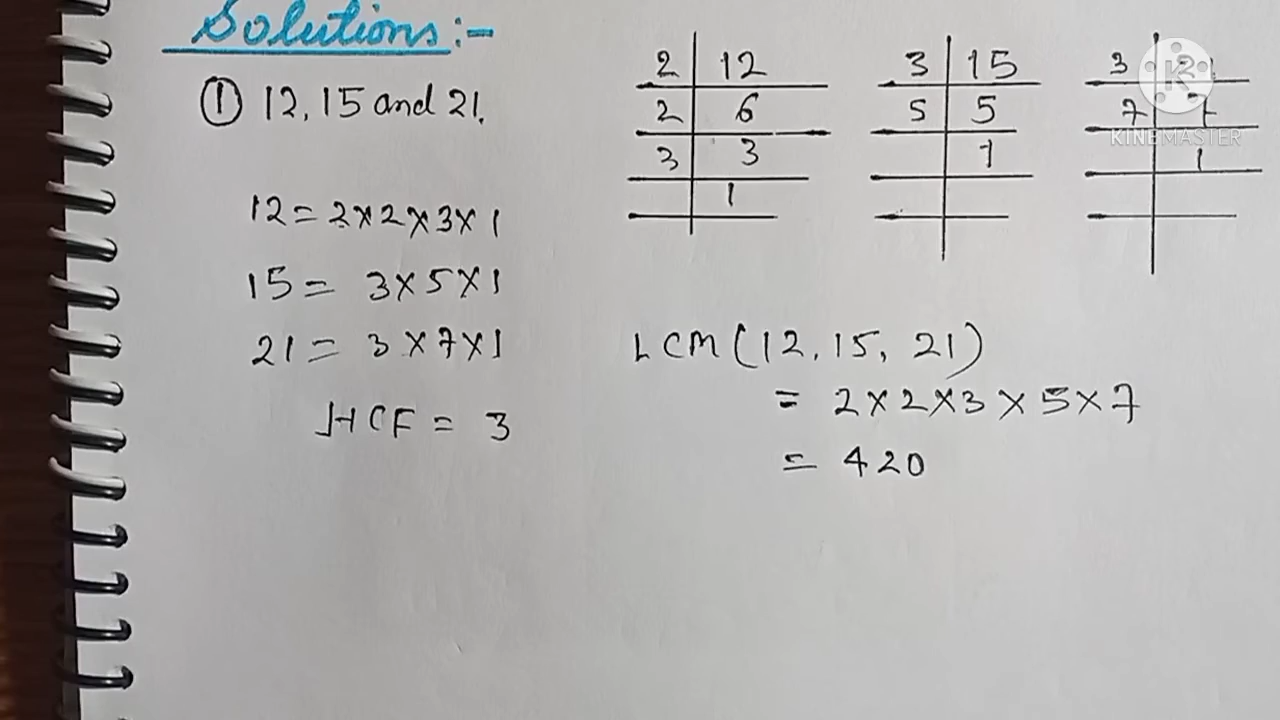 Solutions:-
① 12, 15 and 21.
12 = 2×2×3×1
15 = 3×5×1
21 = 3×7×1
HCF = 3
2 | 12
2 | 6
3 | 3
1
3 | 15
5 | 5
1
3 | 21
7 | 7
1
KINEMASTER
LCM (12, 15, 21)
= 2×2×3×5×7
= 420